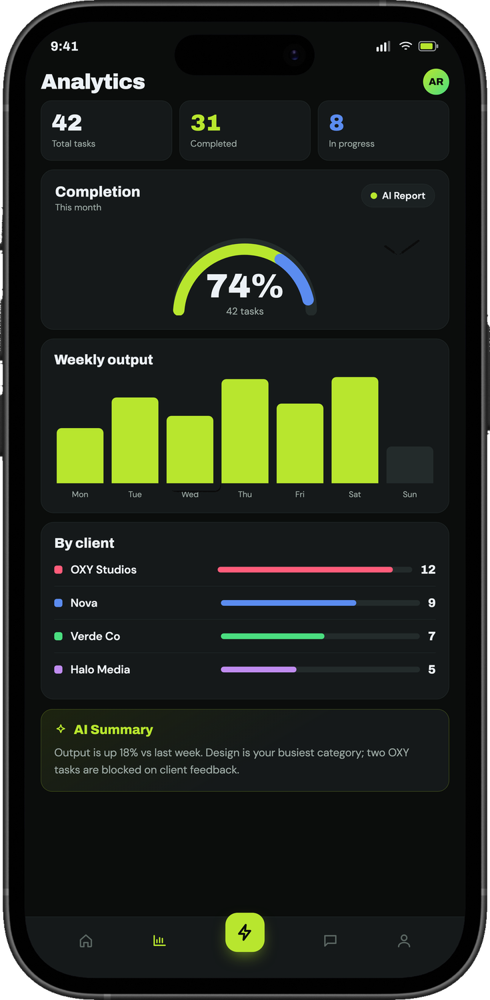 9:41
Analytics
AR
42
Total tasks
31
Completed
8
In progress
Completion
This month
AI Report
74%
42 tasks
Weekly output
Mon
Tue
Wed
Thu
Fri
Sat
Sun
By client
OXY Studios
12
Nova
9
Verde Co
7
Halo Media
5
AI Summary
Output is up 18% vs last week. Design is your busiest category; two OXY
tasks are blocked on client feedback.